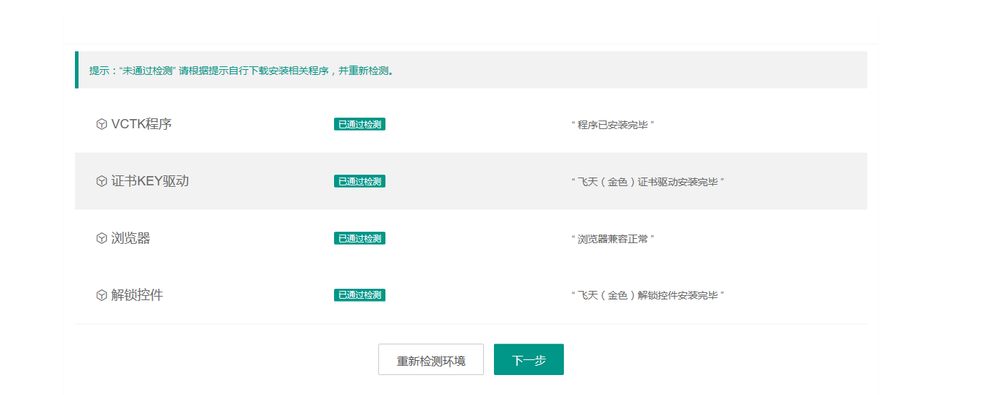 提示：“未通过检测” 请根据提示自行下载安装相关程序，并重新检测。
VCTK程序 已通过检测 “ 程序已安装完毕 ”
证书KEY驱动 已通过检测 “ 飞天（金色）证书驱动安装完毕 ”
浏览器 已通过检测 “ 浏览器兼容正常 ”
解锁控件 已通过检测 “ 飞天（金色）解锁控件安装完毕 ”
重新检测环境 下一步